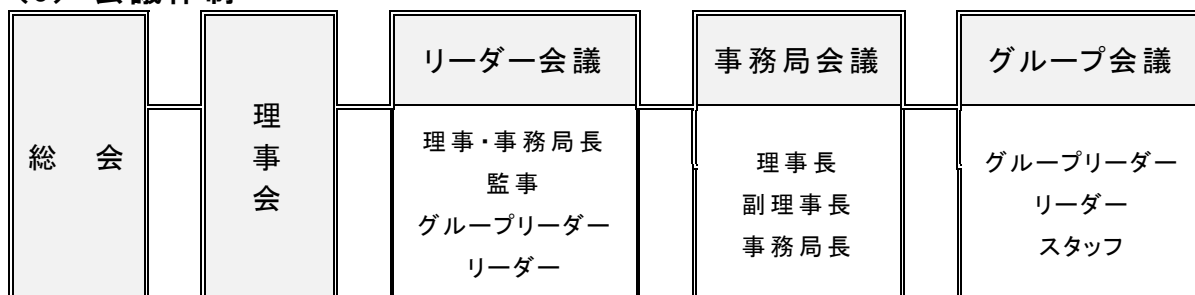 総 会
理事会
リーダー会議
理事・事務局長
監事
グループリーダー
リーダー
事務局会議
理事長
副理事長
事務局長
グループ会議
グループリーダー
リーダー
スタッフ